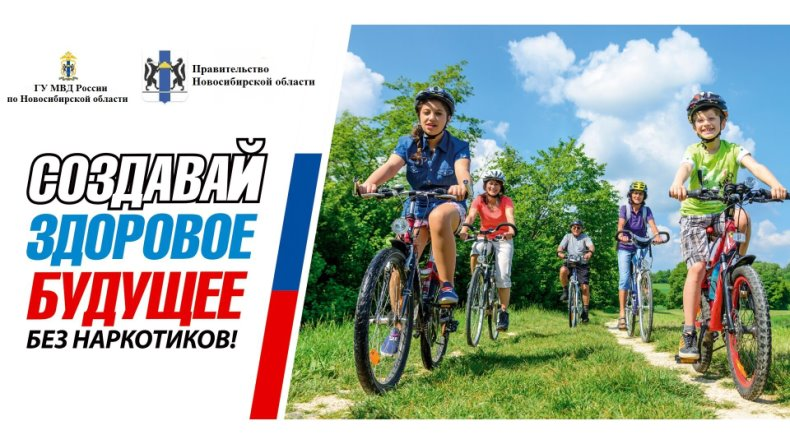 ГУ МВД России
по Новосибирской области
Правительство
Новосибирской области
СОЗДАВАЙ
ЗДОРОВОЕ
БУДУЩЕЕ
БЕЗ НАРКОТИКОВ!